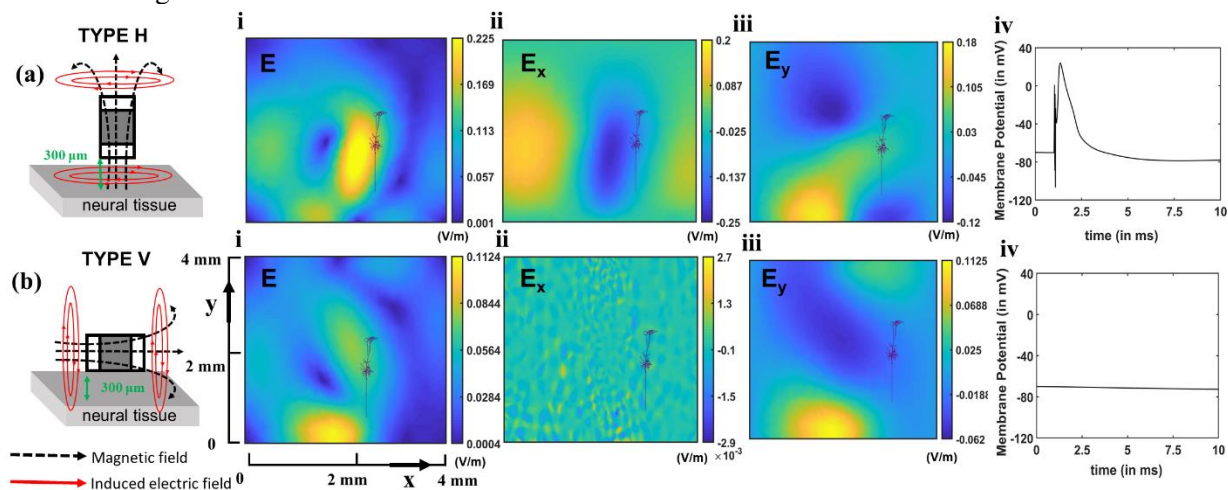 TYPE H
(a)
300 μm
neural tissue
i
E
0.225
0.169
0.113
0.057
0.001
(V/m)
ii
Ex
0.2
0.087
-0.025
-0.137
-0.25
(V/m)
iii
Ey
0.18
0.105
0.03
-0.045
-0.12
(V/m)
iv
Membrane Potential (in mV)
40
0
-40
-80
-120
0
2.5
5
7.5
10
time (in ms)
TYPE V
(b)
300 μm
neural tissue
Magnetic field
Induced electric field
4 mm
y
2 mm
0
i
E
0.1124
0.0844
0.0564
0.0284
0.0004
(V/m)
0
2 mm
x
4 mm
ii
Ex
2.7
1.3
-0.1
-1.5
-2.9
×10⁻³
(V/m)
iii
Ey
0.1125
0.0688
0.025
-0.0188
-0.062
(V/m)
iv
Membrane Potential (in mV)
40
0
-40
-80
-120
0
2.5
5
7.5
10
time (in ms)